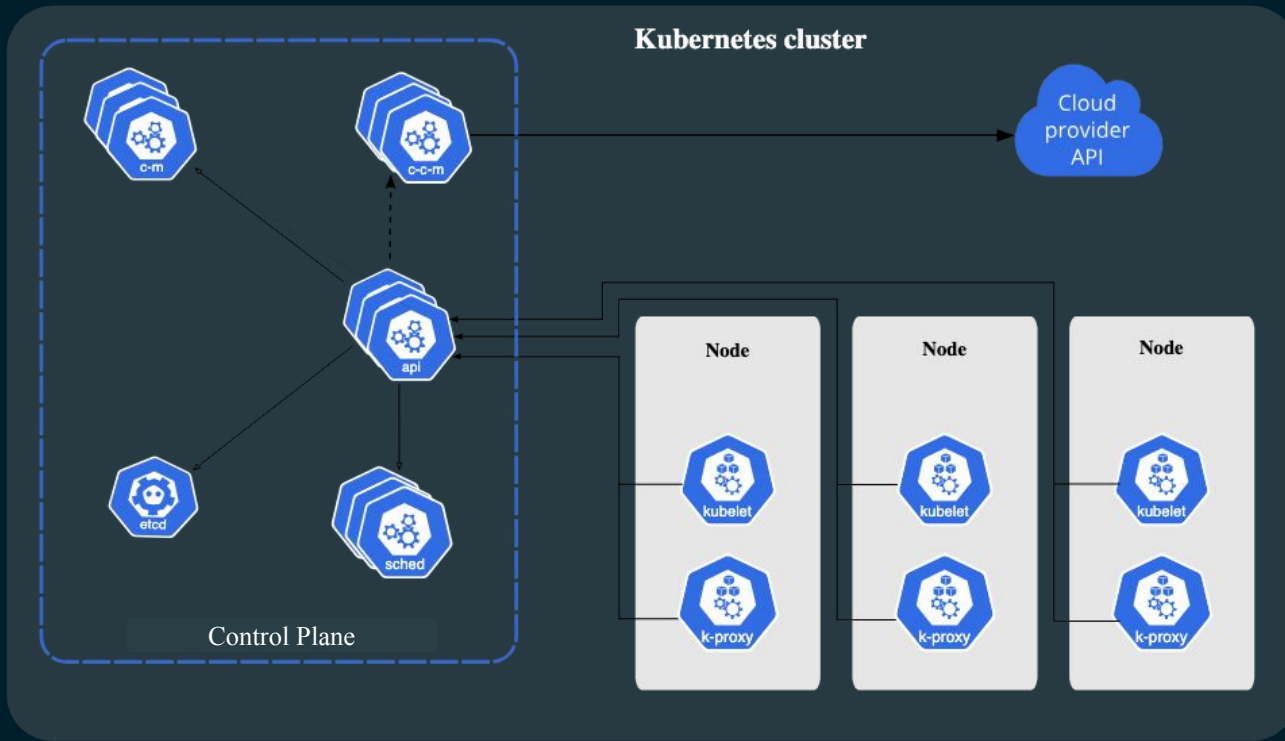 Kubernetes cluster
c-m
c-c-m
Cloud
provider
API
api
Node
Node
Node
etcd
sched
kubelet
kubelet
kubelet
k-proxy
k-proxy
k-proxy
Control Plane